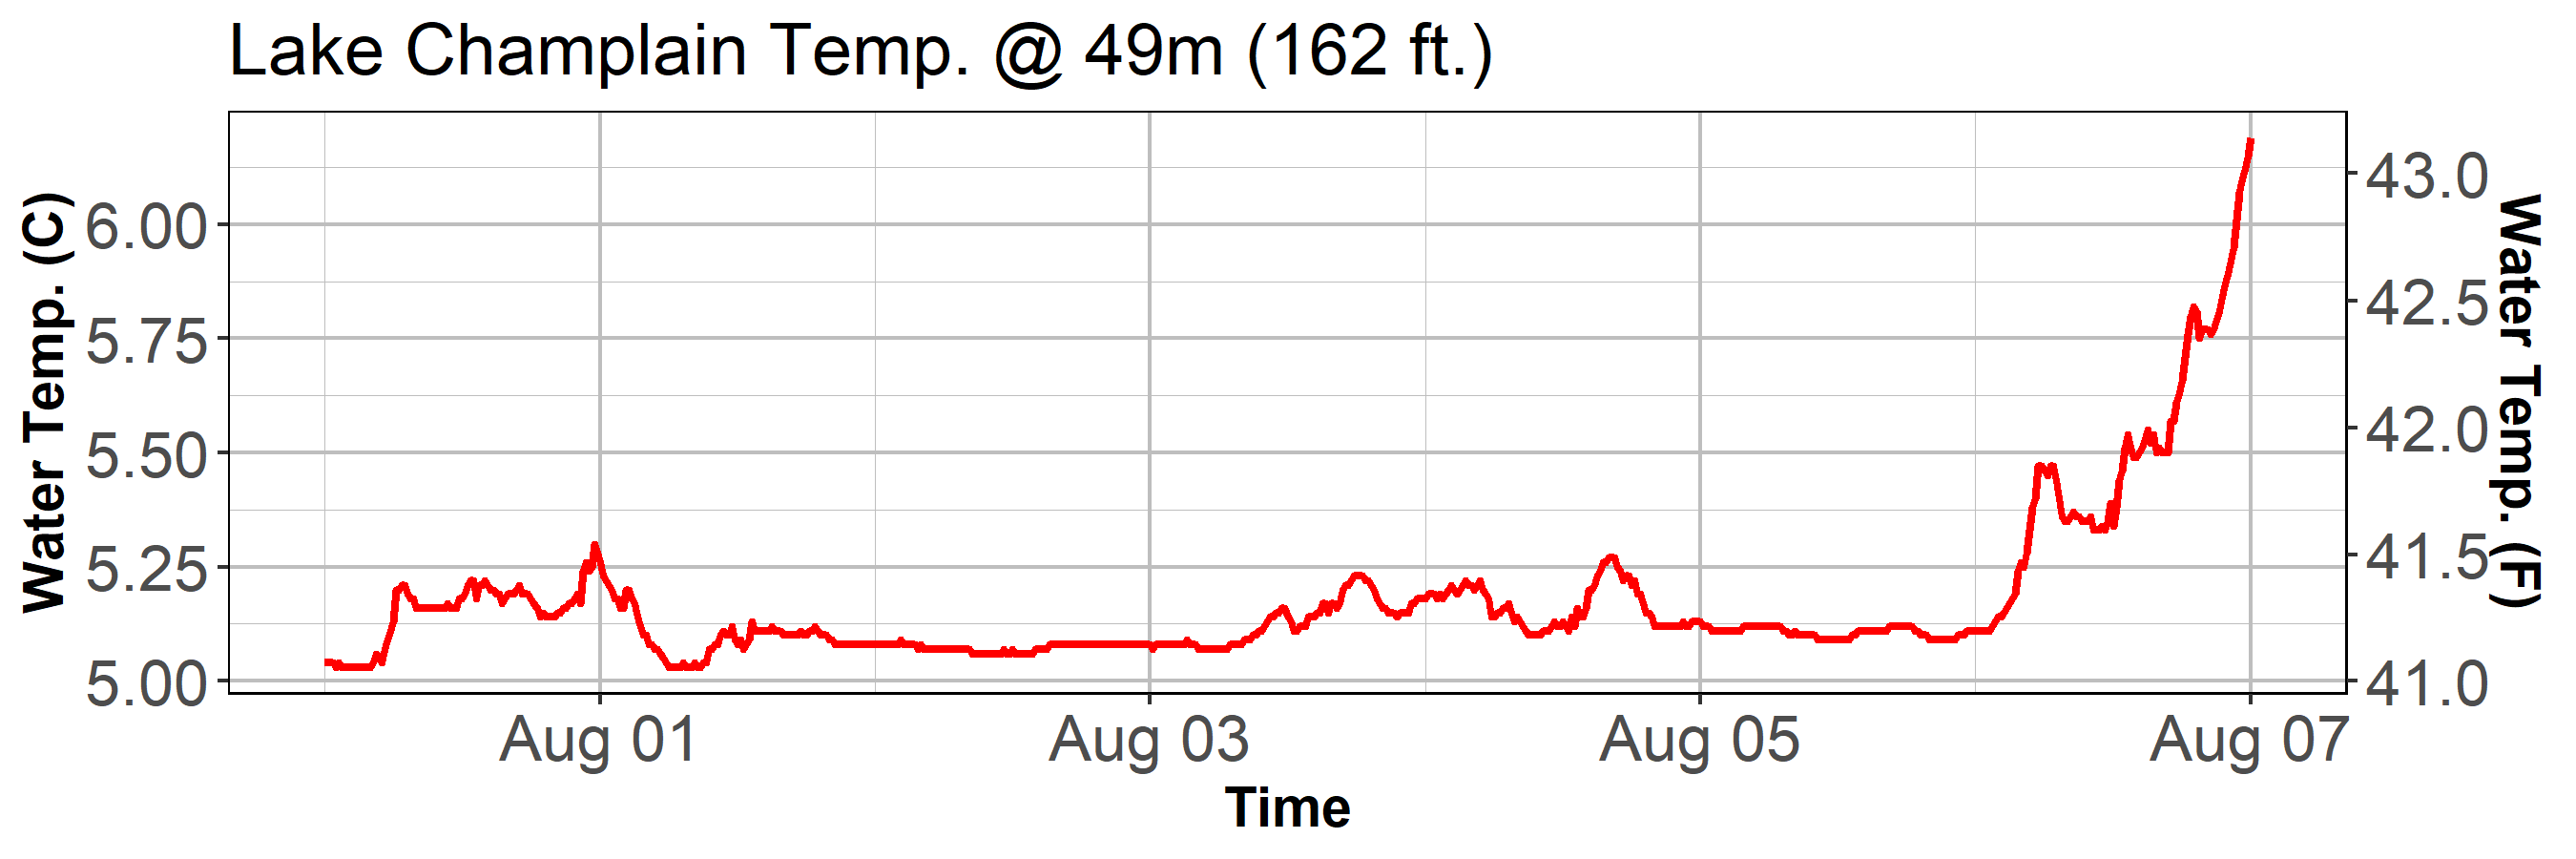 Lake Champlain Temp. @ 49m (162 ft.)
Water Temp. (C)
6.00
5.75
5.50
5.25
5.00
43.0
42.5
42.0
41.5
41.0
Water Temp. (F)
Aug 01
Aug 03
Aug 05
Aug 07
Time